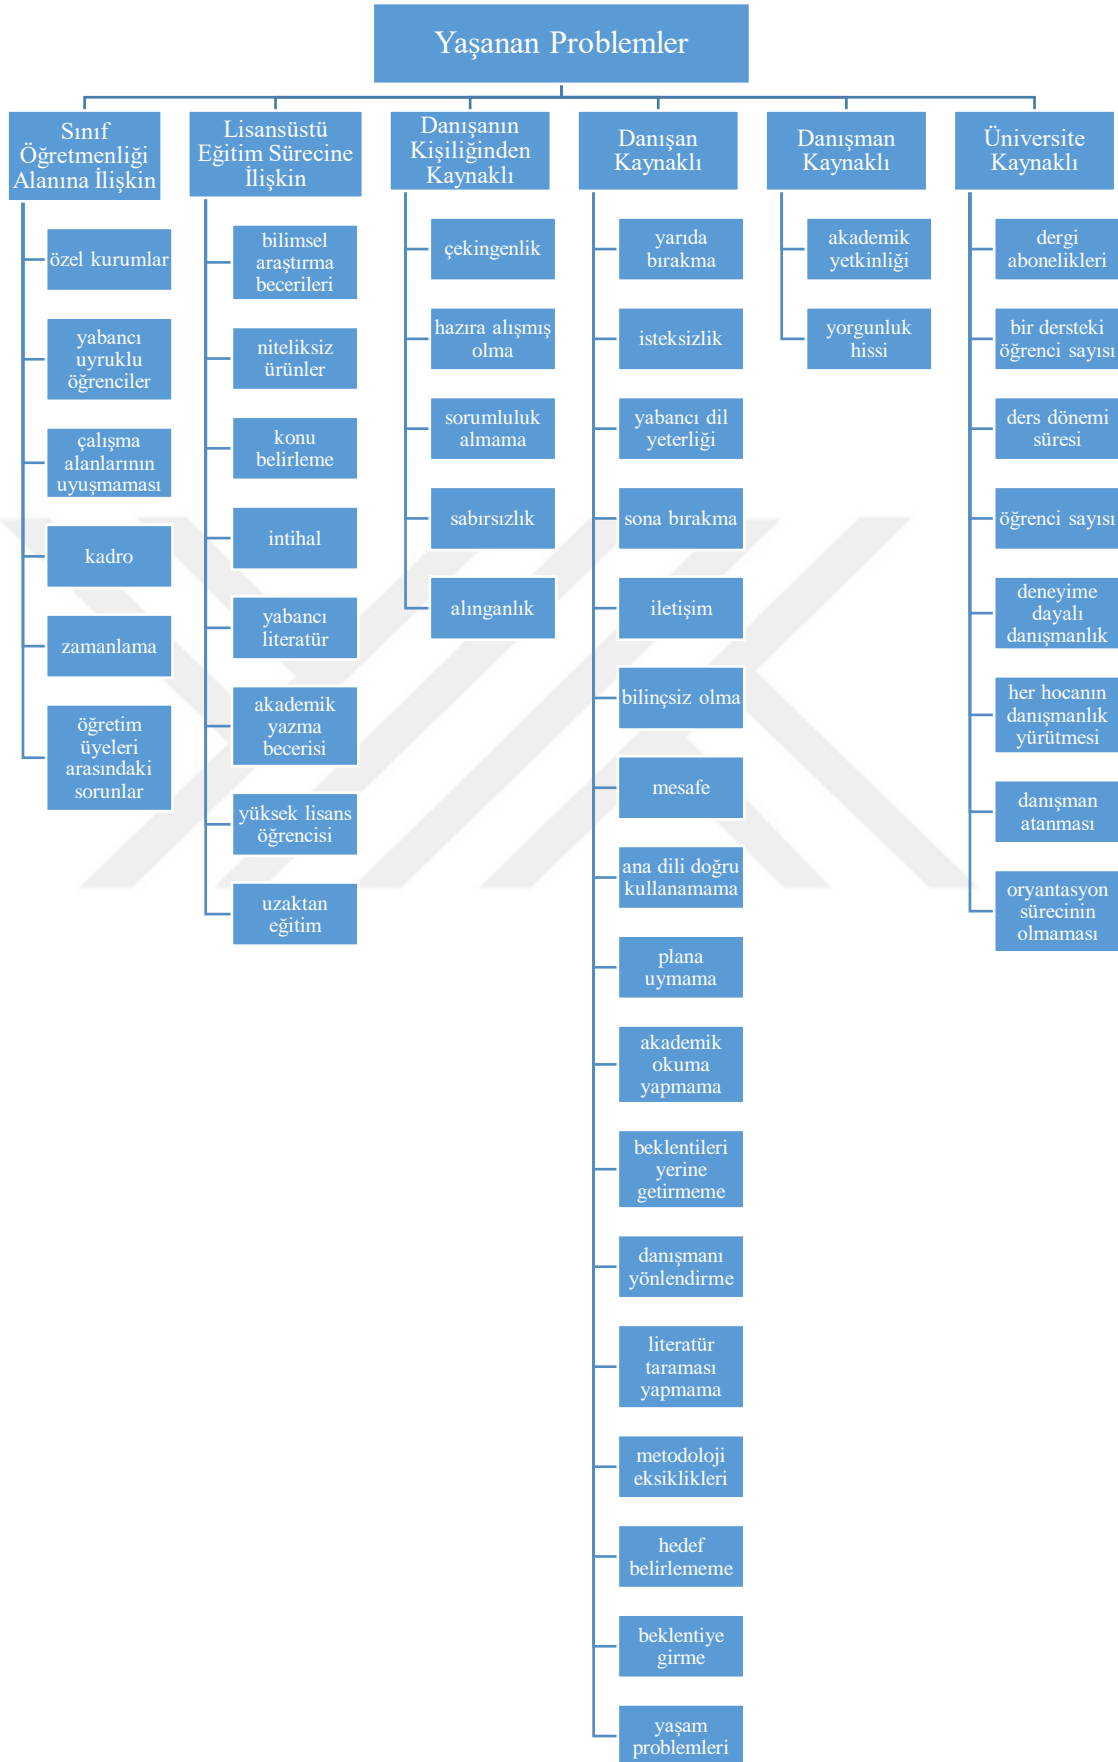 Yaşanan Problemler
Sınıf
Öğretmenliği
Alanına İlişkin
özel kurumlar
yabancı
uyruklu
öğrenciler
çalışma
alanlarının
uyuşmaması
kadro
zamanlama
öğretim
üyeleri
arasındaki
sorunlar
Lisansüstü
Eğitim Sürecine
İlişkin
bilimsel
araştırma
becerileri
niteliksiz
ürünler
konu
belirleme
intihal
yabancı
literatür
akademik
yazma
becerisi
yüksek lisans
öğrencisi
uzaktan
eğitim
Danışanın
Kişiliğinden
Kaynaklı
çekingenlik
hazıra alışmış
olma
sorumluluk
almama
sabırsızlık
alınganlık
Danışan
Kaynaklı
yarıda
bırakma
isteksizlik
yabancı dil
yeterliği
sona bırakma
iletişim
bilinçsiz olma
mesafe
ana dili doğru
kullanamama
plana
uymama
akademik
okuma
yapmama
beklentileri
yerine
getirmeme
danışmanı
yönlendirme
literatür
taraması
yapmama
metodoloji
eksiklikleri
hedef
belirlememe
beklentiye
girme
yaşam
problemleri
Danışman
Kaynaklı
akademik
yetkinliği
yorgunluk
hissi
Üniversite
Kaynaklı
dergi
abonelikleri
bir dersteki
öğrenci sayısı
ders dönemi
süresi
öğrenci sayısı
deneyime
dayalı
danışmanlık
her hocanın
danışmanlık
yürütmesi
danışman
atanması
oryantasyon
sürecinin
olmaması